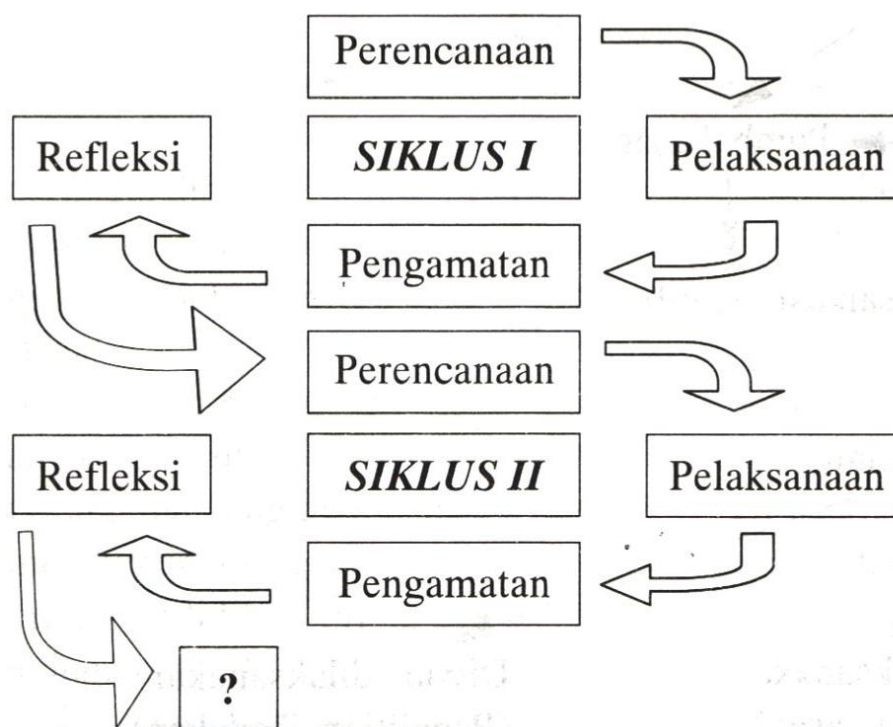 Perencanaan
Refleksi
SIKLUS I
Pelaksanaan
Pengamatan
Perencanaan
Refleksi
SIKLUS II
Pelaksanaan
Pengamatan
?